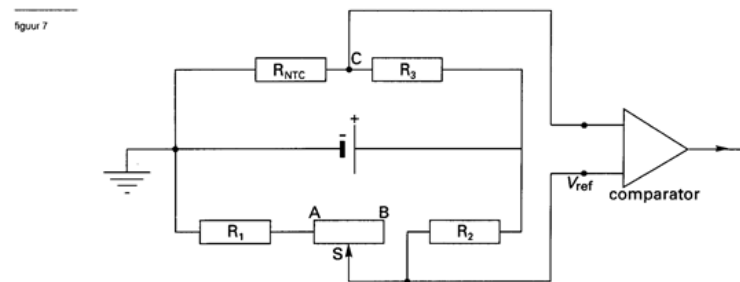 figuur 7
C
R_NTC
R_3
- +
A B
R_1
S
R_2
V_ref
comparator